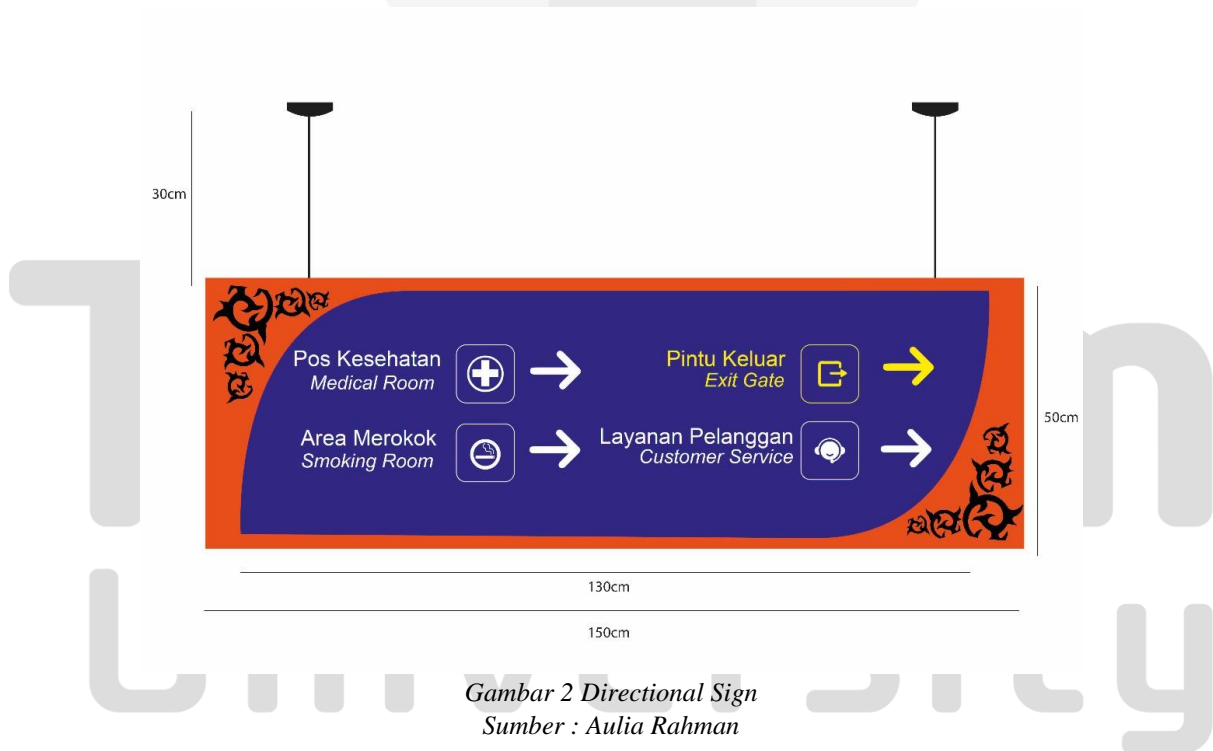 30cm
Pos Kesehatan
Medical Room
Pintu Keluar
Exit Gate
Area Merokok
Smoking Room
Layanan Pelanggan
Customer Service
50cm
130cm
150cm
Gambar 2 Directional Sign
Sumber : Aulia Rahman
University